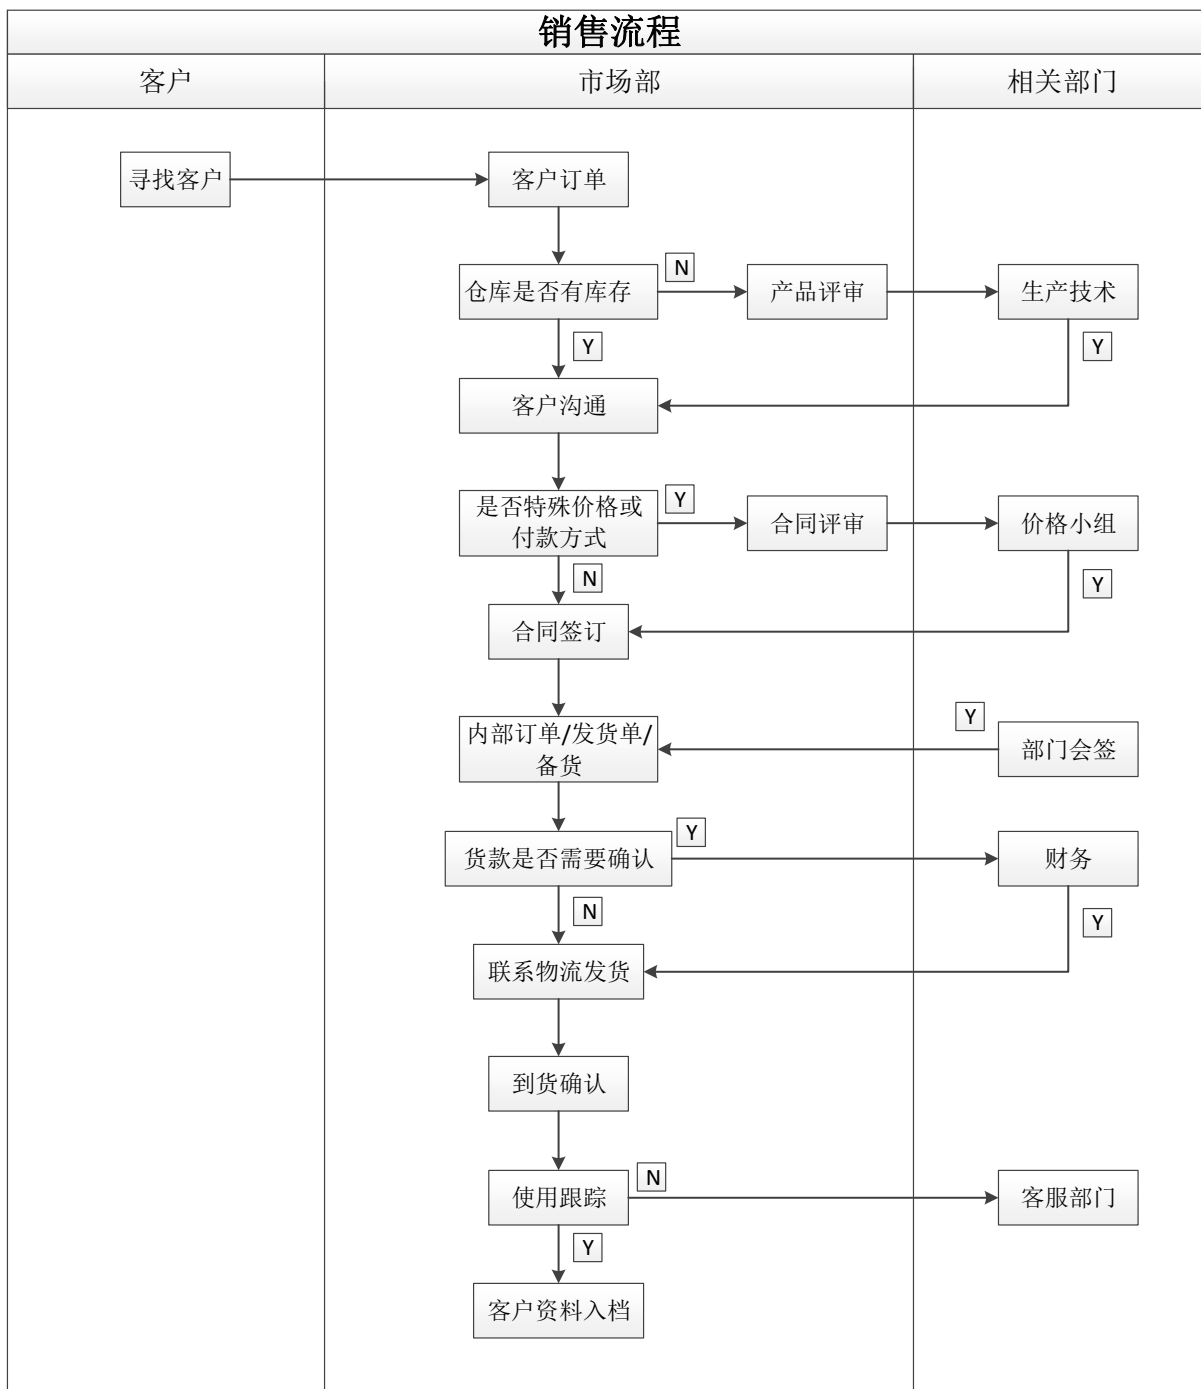 销售流程
客户
市场部
相关部门
寻找客户
客户订单
仓库是否有库存
N
产品评审
生产技术
Y
Y
客户沟通
是否特殊价格或
付款方式
Y
合同评审
价格小组
N
Y
合同签订
内部订单/发货单/
备货
Y
部门会签
货款是否需要确认
Y
财务
N
Y
联系物流发货
到货确认
使用跟踪
N
客服部门
Y
客户资料入档